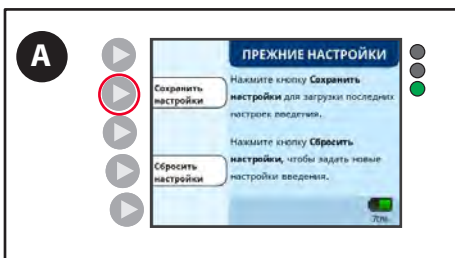 A
ПРЕЖНИЕ НАСТРОЙКИ
Сохранить
настройки
Нажмите кнопку Сохранить
настройки для загрузки последних
настроек введения.
Нажмите кнопку Сбросить
настройки, чтобы задать новые
настройки введения.
Сбросить
настройки
70%